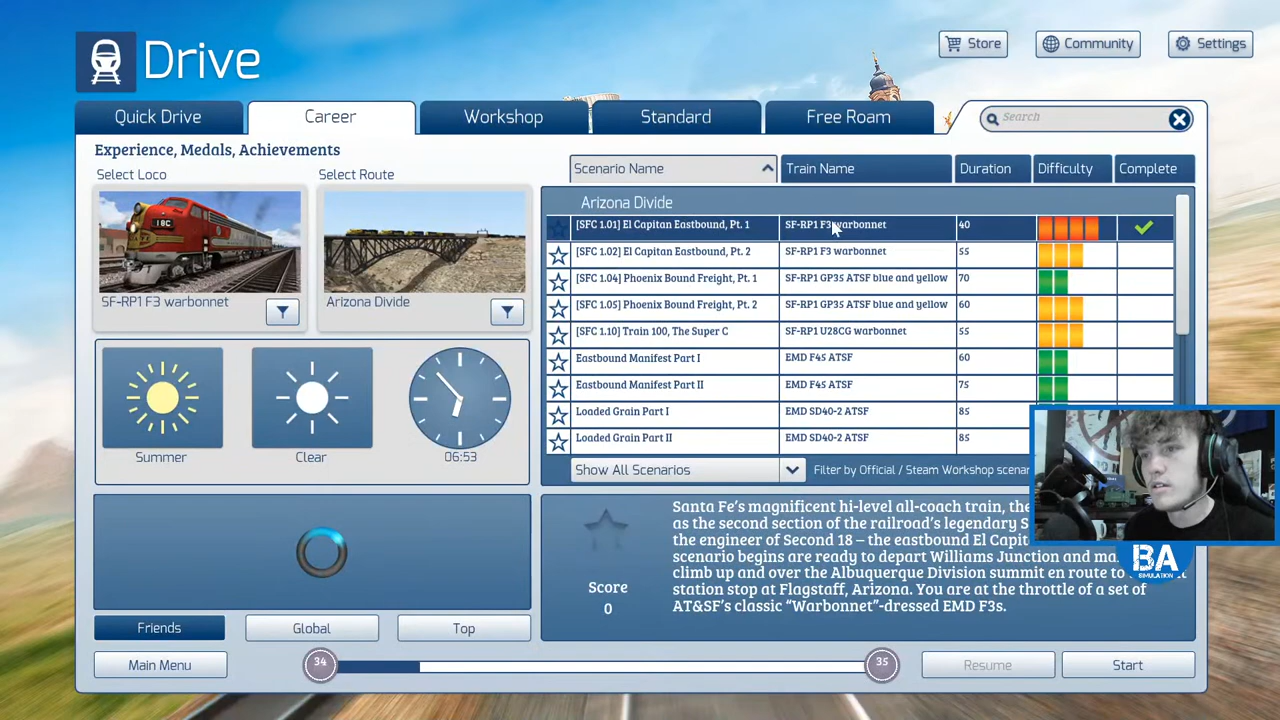 Drive
Store
Community
Settings
Quick Drive
Career
Workshop
Standard
Free Roam
Search
Experience, Medals, Achievements
Select Loco
Select Route
SF-RP1 F3 warbonnet
Arizona Divide
Summer
Clear
06:53
Scenario Name
Train Name
Duration
Difficulty
Complete
Arizona Divide
[SFC 1.01] El Capitan Eastbound, Pt. 1 SF-RP1 F3 warbonnet 40
[SFC 1.02] El Capitan Eastbound, Pt. 2 SF-RP1 F3 warbonnet 55
[SFC 1.04] Phoenix Bound Freight, Pt. 1 SF-RP1 GP35 ATSF blue and yellow 70
[SFC 1.05] Phoenix Bound Freight, Pt. 2 SF-RP1 GP35 ATSF blue and yellow 60
[SFC 1.10] Train 100, The Super C SF-RP1 U28CG warbonnet 55
Eastbound Manifest Part I EMD F45 ATSF 60
Eastbound Manifest Part II EMD F45 ATSF 75
Loaded Grain Part I EMD SD40-2 ATSF 85
Loaded Grain Part II EMD SD40-2 ATSF 85
Show All Scenarios
Filter by Official / Steam Workshop
Score
0
Santa Fe's magnificent hi-level all-coach train, the
as the second section of the railroad's legendary S
the engineer of Second 18 – the eastbound El
scenario begins are ready to depart Williams Junction and
climb up and over the Albuquerque Division summit en route to
station stop at Flagstaff, Arizona. You are at the throttle of a set of
AT&SF's classic "Warbonnet"-dressed EMD F3s.
BA
SIMULATION
Friends
Global
Top
Main Menu
34
35
Resume
Start